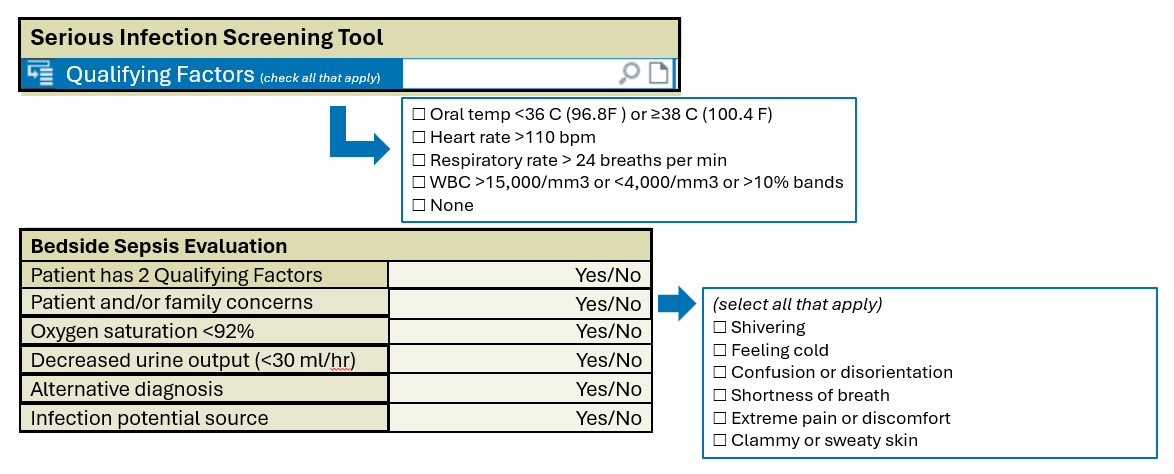 Serious Infection Screening Tool
Qualifying Factors (check all that apply)
☐ Oral temp <36 C (96.8F ) or ≥38 C (100.4 F)
☐ Heart rate >110 bpm
☐ Respiratory rate > 24 breaths per min
☐ WBC >15,000/mm3 or <4,000/mm3 or >10% bands
☐ None
Bedside Sepsis Evaluation
Patient has 2 Qualifying Factors Yes/No
Patient and/or family concerns Yes/No
Oxygen saturation <92% Yes/No
Decreased urine output (<30 ml/hr) Yes/No
Alternative diagnosis Yes/No
Infection potential source Yes/No
(select all that apply)
☐ Shivering
☐ Feeling cold
☐ Confusion or disorientation
☐ Shortness of breath
☐ Extreme pain or discomfort
☐ Clammy or sweaty skin